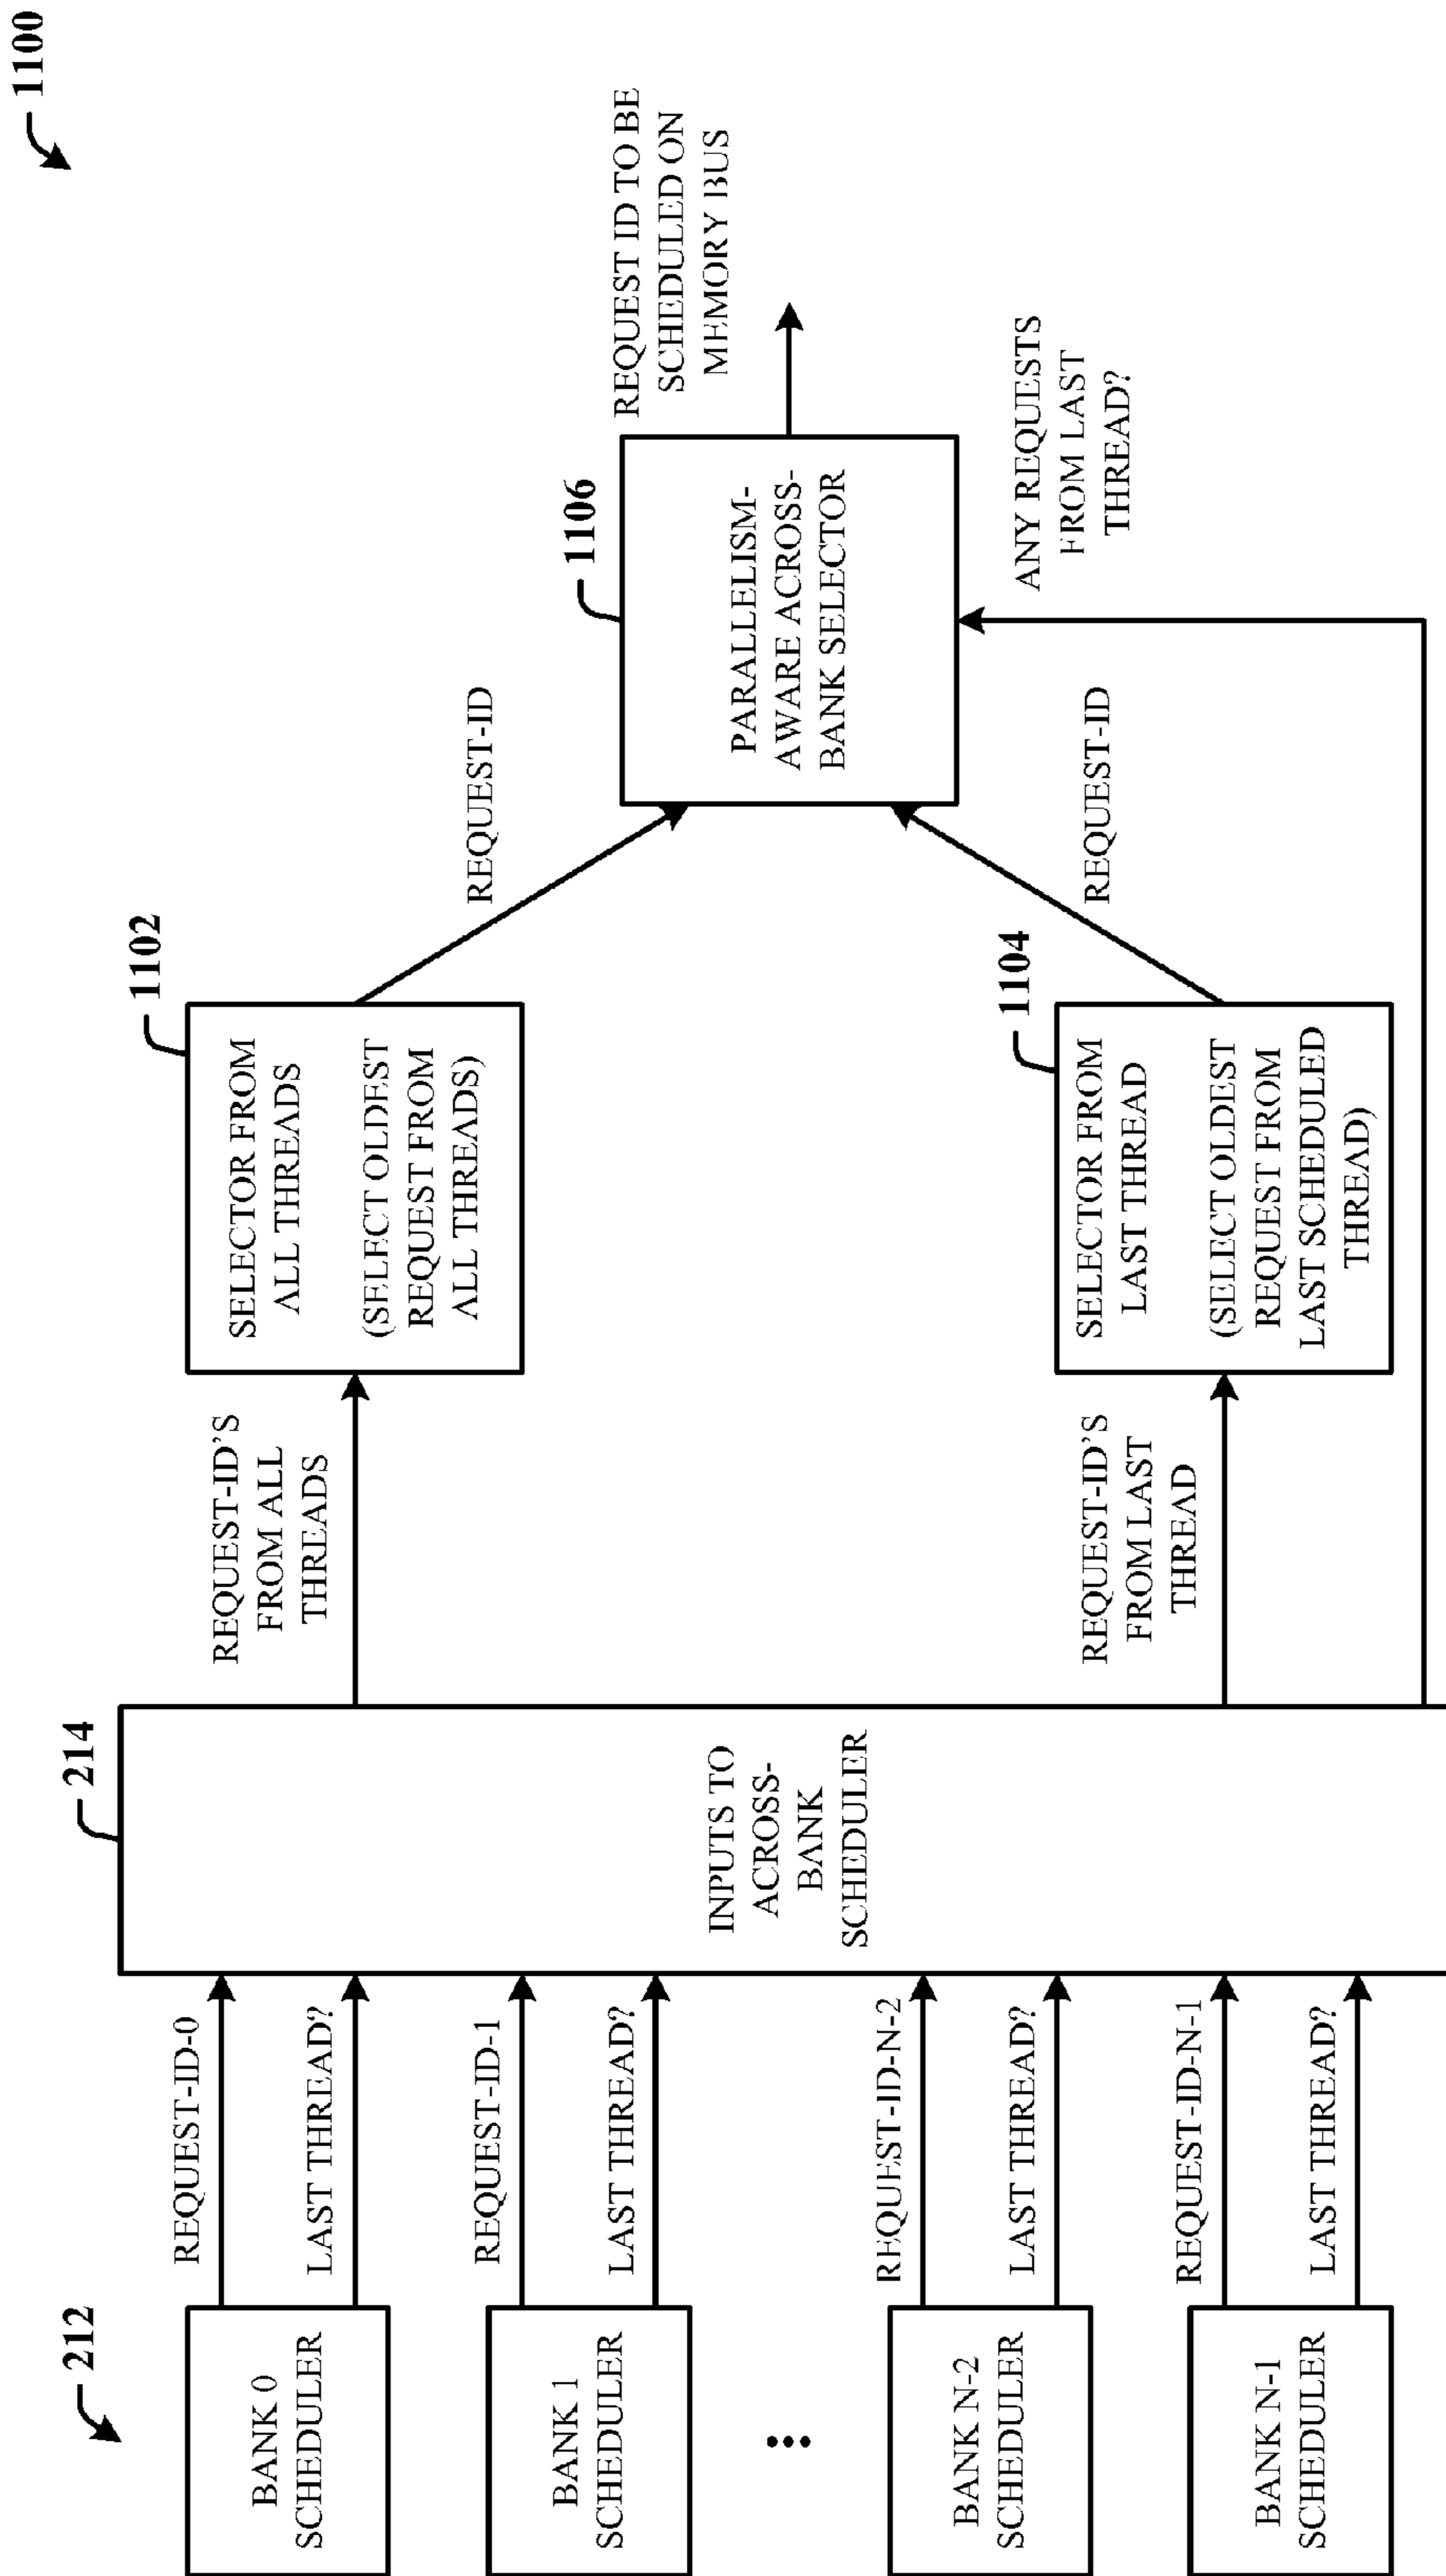 1100
212
BANK 0
SCHEDULER
BANK 1
SCHEDULER
BANK N-2
SCHEDULER
BANK N-1
SCHEDULER
REQUEST-ID-0
LAST THREAD?
REQUEST-ID-1
LAST THREAD?
REQUEST-ID-N-2
LAST THREAD?
REQUEST-ID-N-1
LAST THREAD?
214
INPUTS TO
ACROSS-
BANK
SCHEDULER
REQUEST-ID'S
FROM ALL
THREADS
REQUEST-ID'S
FROM LAST
THREAD
1102
SELECTOR FROM
ALL THREADS
(SELECT OLDEST
REQUEST FROM
ALL THREADS)
1104
SELECTOR FROM
LAST THREAD
(SELECT OLDEST
REQUEST FROM
LAST SCHEDULED
THREAD)
REQUEST-ID
REQUEST-ID
1106
PARALLELISM-
AWARE ACROSS-
BANK SELECTOR
ANY REQUESTS
FROM LAST
THREAD?
REQUEST ID TO BE
SCHEDULED ON
MEMORY BUS